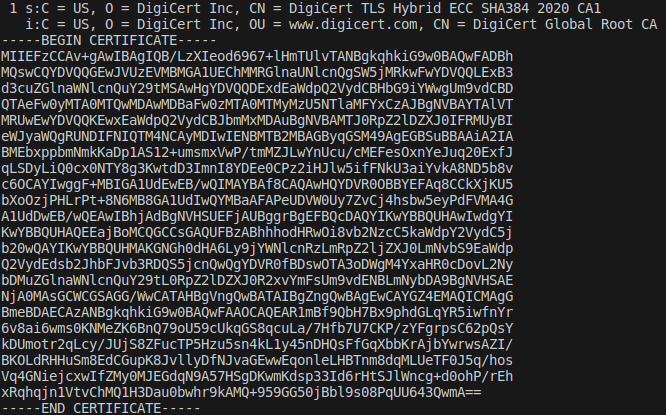 1 s:C = US, O = DigiCert Inc, CN = DigiCert TLS Hybrid ECC SHA384 2020 CA1
i:C = US, O = DigiCert Inc, OU = www.digicert.com, CN = DigiCert Global Root CA
-----BEGIN CERTIFICATE-----
MIIEFzCCAv+gAwIBAgIQB/LzXIeod6967+lHmTUlvTANBgkqhkiG9w0BAQwFADBh
MQswCQYDVQQGEwJVUzEVMBMGA1UEChMMRGlnaUNlcnQgSW5jMRkwFwYDVQQLExB3
d3cuZGlnaWNlcnQuY29tMSAwHgYDVQQDExdEaWdpQ2VydCBHbG9iYWwgUm9vdCBD
QTAeFw0yMTA0MTQwMDAwMDBaFw0zMTA0MTMyMzU5NTlaMFYxCzAJBgNVBAYTAlVT
MRUwEwYDVQQKEwxEaWdpQ2VydCBJbmMxMDAuBgNVBAMTJ0RpZ2lDZXJ0IFRMUyBI
eWJyaWQgRUNDIFNIQTM4NCAyMDIwIENBMTB2MBAGByqGSM49AgEGBSuBBAAiA2IA
BMEbxppbmNmkKaDp1AS12+umsmxVwP/tmMZJLwYnUcu/cMEFesOxnYeJuq20ExfJ
qLSDyLiQ0cx0NTY8g3KwtdD3ImnI8YDEe0CPz2iHJlw5ifFNkU3aiYvkA8ND5b8v
c6OCAYIwggF+MBIGA1UdEwEB/wQIMAYBAf8CAQAwHQYDVR0OBBYEFAq8CCkXjKU5
bXoOzjPHLrPt+8N6MB8GA1UdIwQYMBaAFAPeUDVW0Uy7ZvCj4hsbw5eyPdFVMA4G
A1UdDwEB/wQEAwIBhjAdBgNVHSUEFjAUBggrBgEFBQcDAQYIKwYBBQUHAwIwdgYI
KwYBBQUHAQEEajBoMCQGCCsGAQUFBzABhhhodHRwOi8vb2NzcC5kaWdpY2VydC5j
b20wQAYIKwYBBQUHMAKGNGh0dHA6Ly9jYWNlcnRzLmRpZ2ljZXJ0LmNvbS9EaWdp
Q2VydEdsb2JhbFJvb3RDQS5jcnQwQgYDVR0fBDswOTA3oDWgM4YxaHR0cDovL2Ny
bDMuZGlnaWNlcnQuY29tL0RpZ2lDZXJ0R2xvYmFsUm9vdENBLmNybDA9BgNVHSAE
NjA0MAsGCWCGSAGG/WwCATAHBgVngQwBATAIBgZngQwBAgEwCAYGZ4EMAQICMAgG
BmeBDAECAzANBgkqhkiG9w0BAQwFAAOCAQEAR1mBf9QbH7Bx9phdGLqYR5iwfnYr
6v8ai6wms0KNMeZK6BnQ79oU59cUkqGS8qcuLa/7Hfb7U7CKP/zYFgrpsC62pQsY
kDUmotr2qLcy/JUjS8ZFucTP5Hzu5sn4kL1y45nDHQsFfGqXbbKrAjbYwrwsAZI/
BKOLdRHHuSm8EdCGupK8JvllyDfNJvaGEwwEqonleLHBTnm8dqMLUeTF0J5q/hos
Vq4GNiejcxwIfZMy0MJEGdqN9A57HSgDKwmKdsp33Id6rHtSJlWncg+d0ohP/rEh
xRqhqjn1VtvChMQ1H3Dau0bwhr9kAMQ+959GG50jBbl9s08PqUU643QwmA==
-----END CERTIFICATE-----